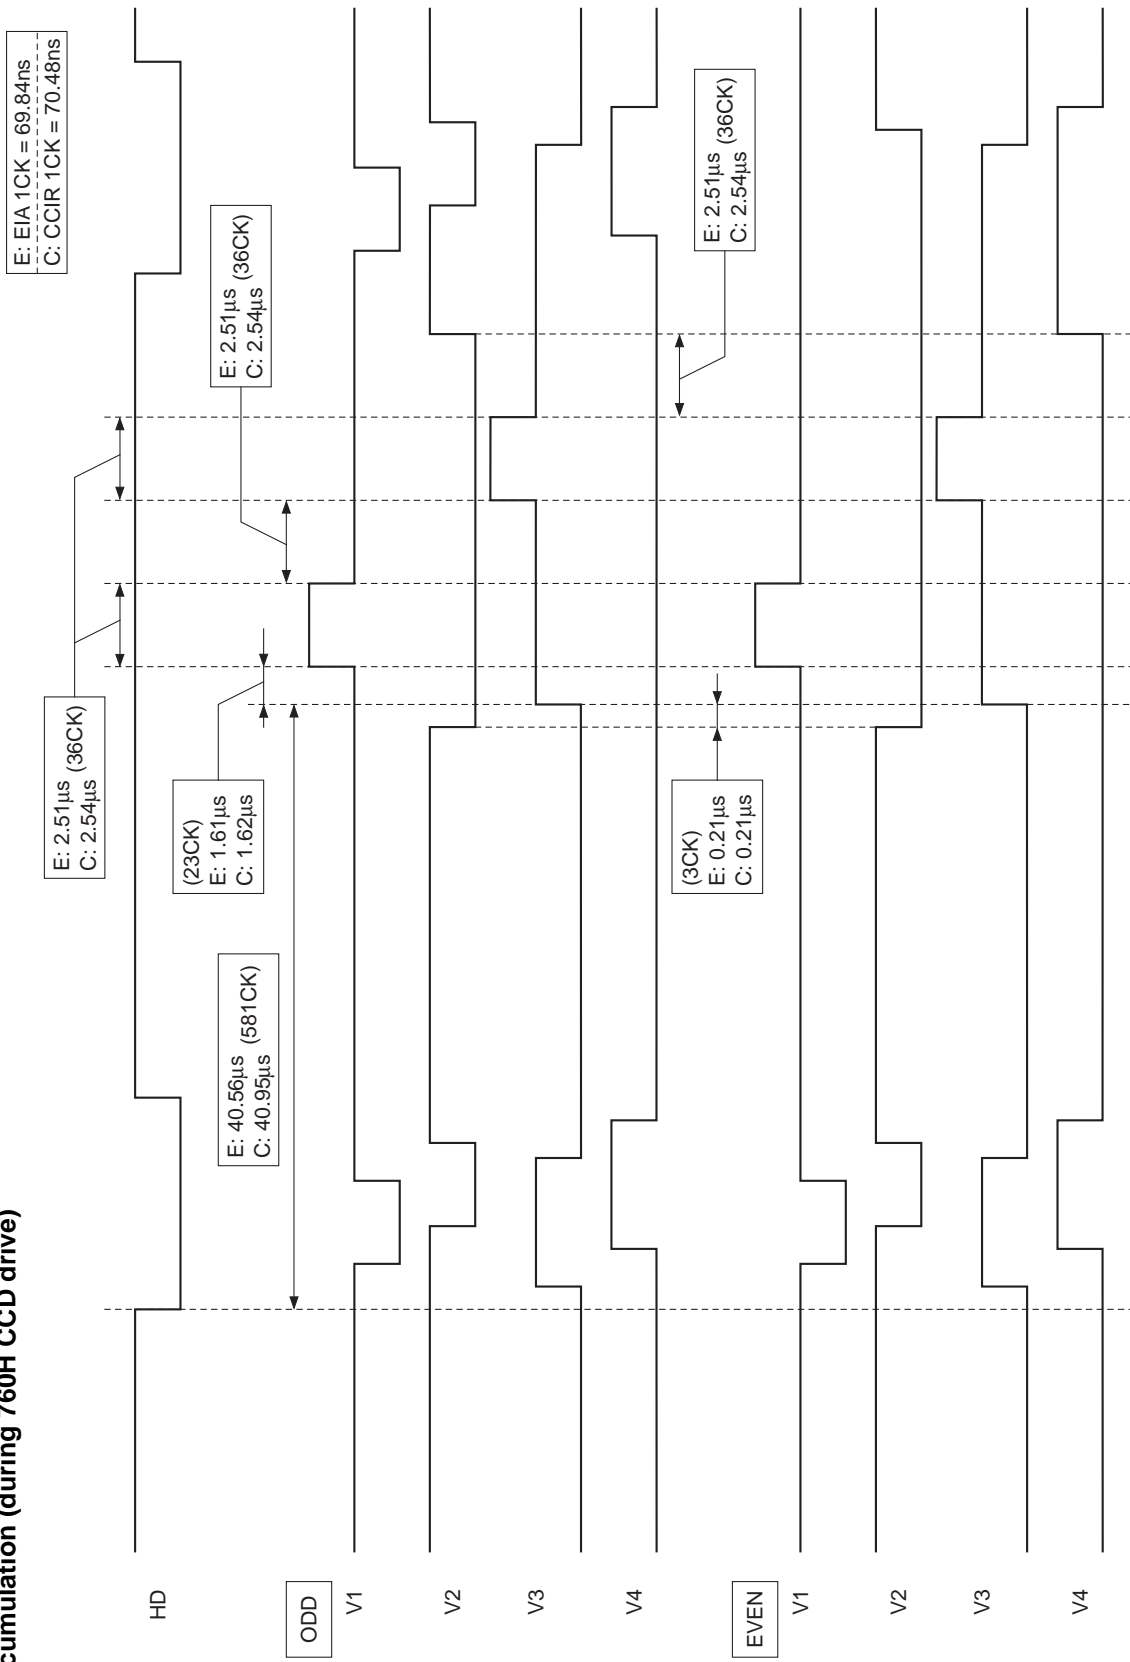 cumulation (during 760H CCD drive)
E: EIA 1CK = 69.84ns
C: CCIR 1CK = 70.48ns
HD
E: 2.51µs (36CK)
C: 2.54µs
(23CK)
E: 1.61µs
C: 1.62µs
E: 2.51µs (36CK)
C: 2.54µs
E: 40.56µs (581CK)
C: 40.95µs
ODD
V1
V2
V3
V4
E: 2.51µs (36CK)
C: 2.54µs
(3CK)
E: 0.21µs
C: 0.21µs
EVEN
V1
V2
V3
V4